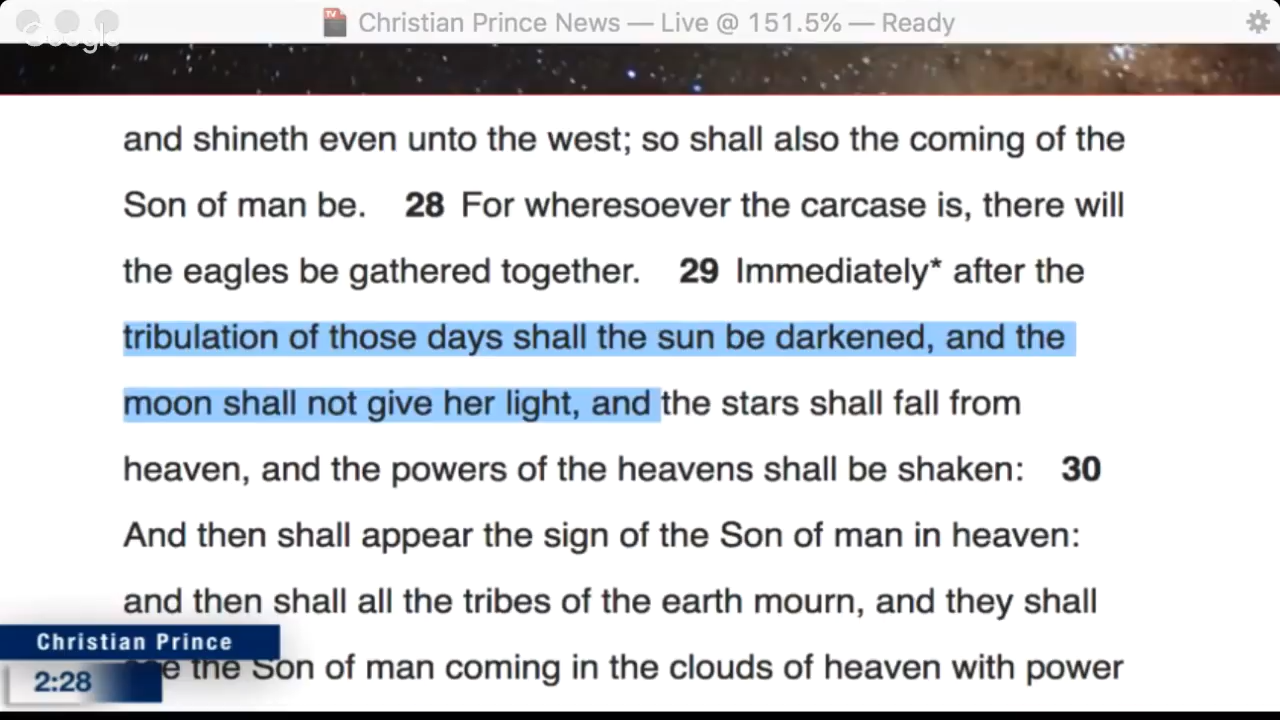 Christian Prince News — Live @ 151.5% — Ready
Google
and shineth even unto the west; so shall also the coming of the
Son of man be. 28 For wheresoever the carcase is, there will
the eagles be gathered together. 29 Immediately* after the
tribulation of those days shall the sun be darkened, and the
moon shall not give her light, and the stars shall fall from
heaven, and the powers of the heavens shall be shaken: 30
And then shall appear the sign of the Son of man in heaven:
and then shall all the tribes of the earth mourn, and they shall
the Son of man coming in the clouds of heaven with power
Christian Prince
2:28